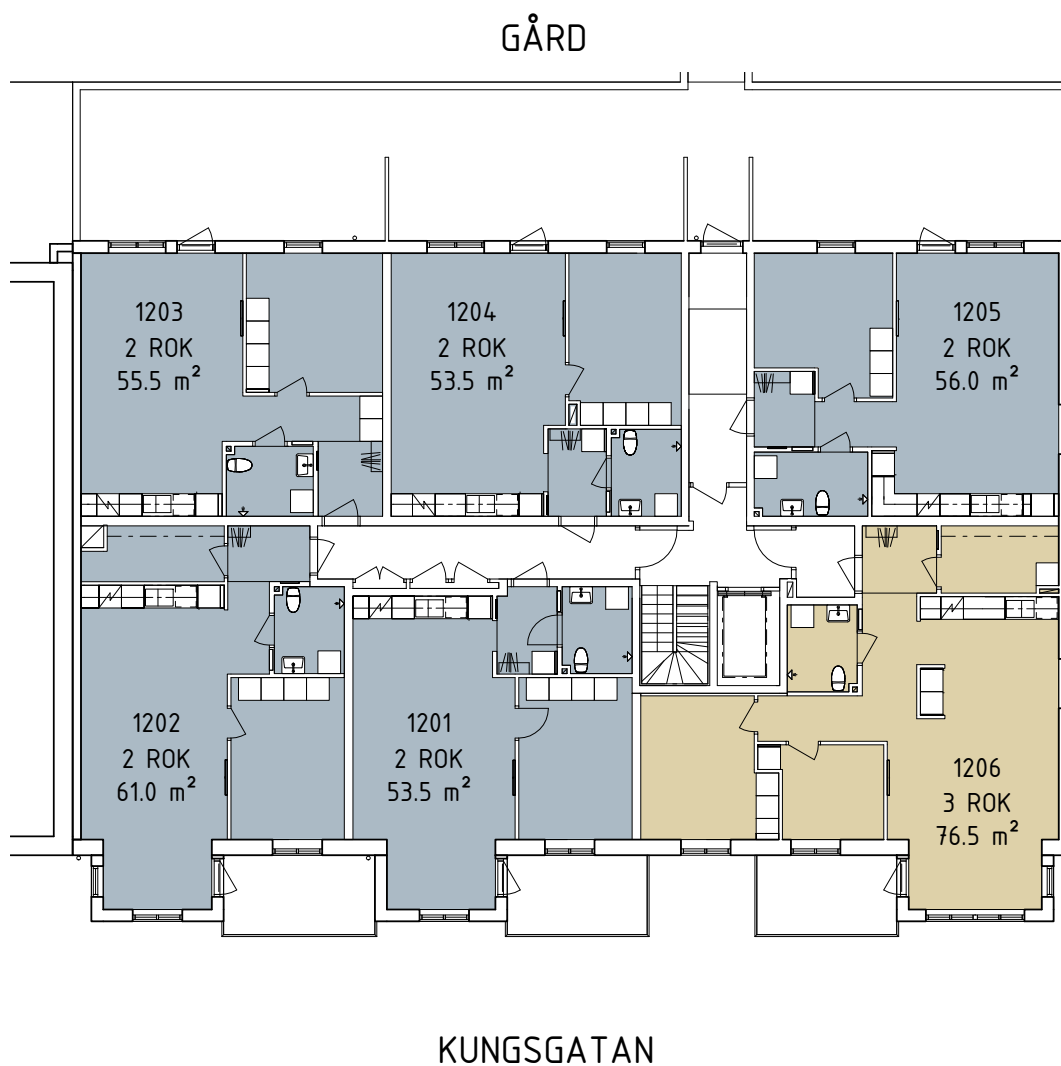 GÅRD
1203
2 ROK
55.5 m²
1204
2 ROK
53.5 m²
1205
2 ROK
56.0 m²
1202
2 ROK
61.0 m²
1201
2 ROK
53.5 m²
1206
3 ROK
76.5 m²
KUNGSGATAN